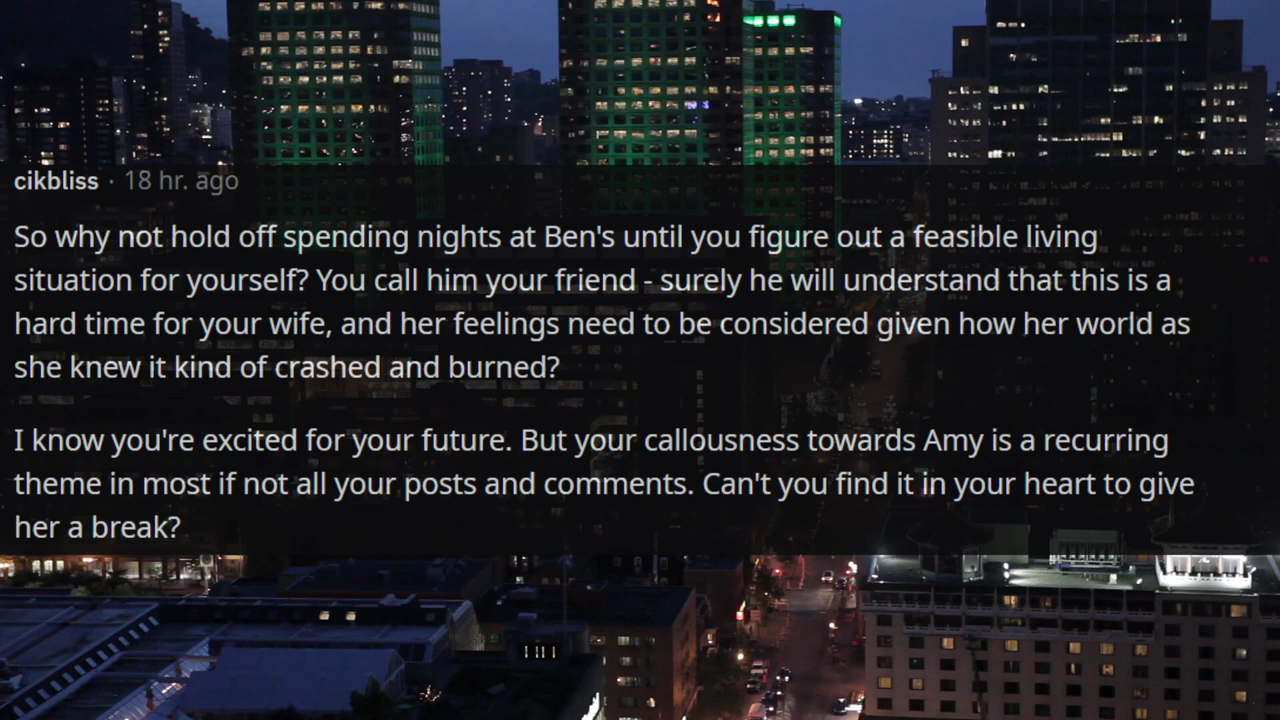 cikbliss · 18 hr. ago
So why not hold off spending nights at Ben's until you figure out a feasible living
situation for yourself? You call him your friend - surely he will understand that this is a
hard time for your wife, and her feelings need to be considered given how her world as
she knew it kind of crashed and burned?
I know you're excited for your future. But your callousness towards Amy is a recurring
theme in most if not all your posts and comments. Can't you find it in your heart to give
her a break?